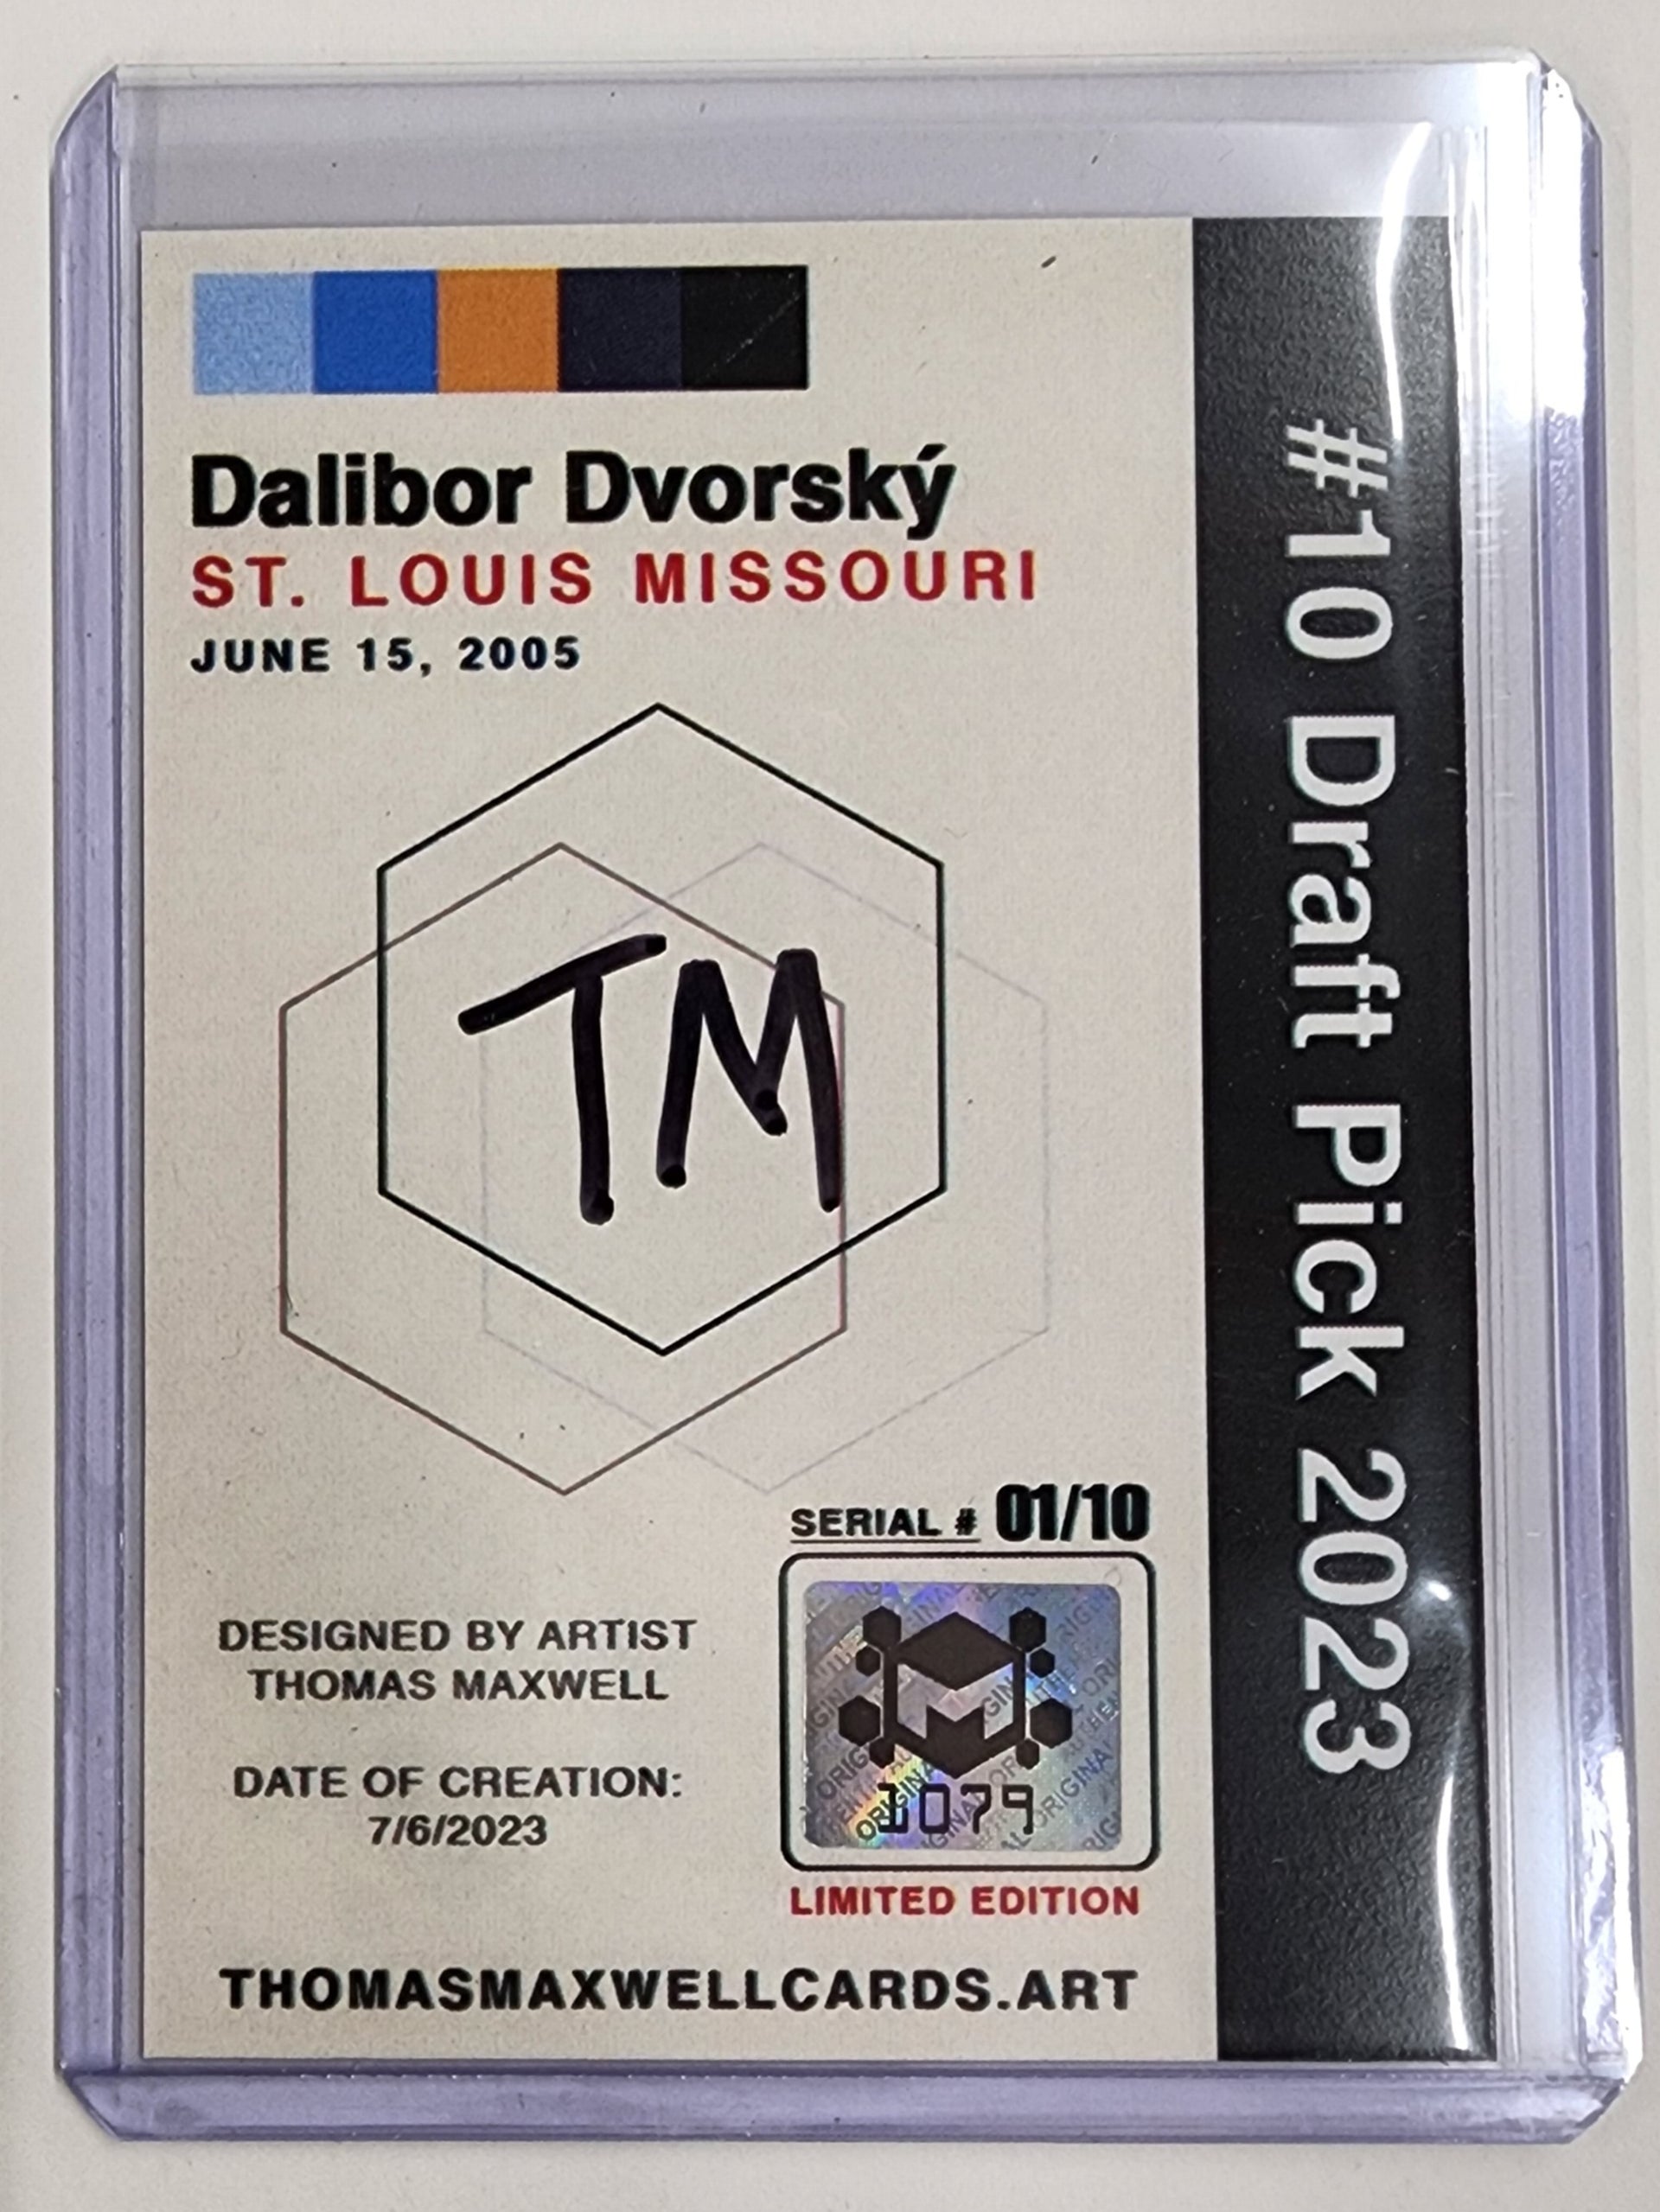 Dalibor Dvorský
ST. LOUIS MISSOURI
JUNE 15, 2005
#10 Draft Pick 2023
TM
SERIAL # 01/10
DESIGNED BY ARTIST
THOMAS MAXWELL
DATE OF CREATION:
7/6/2023
1079
LIMITED EDITION
THOMASMAXWELLCARDS.ART